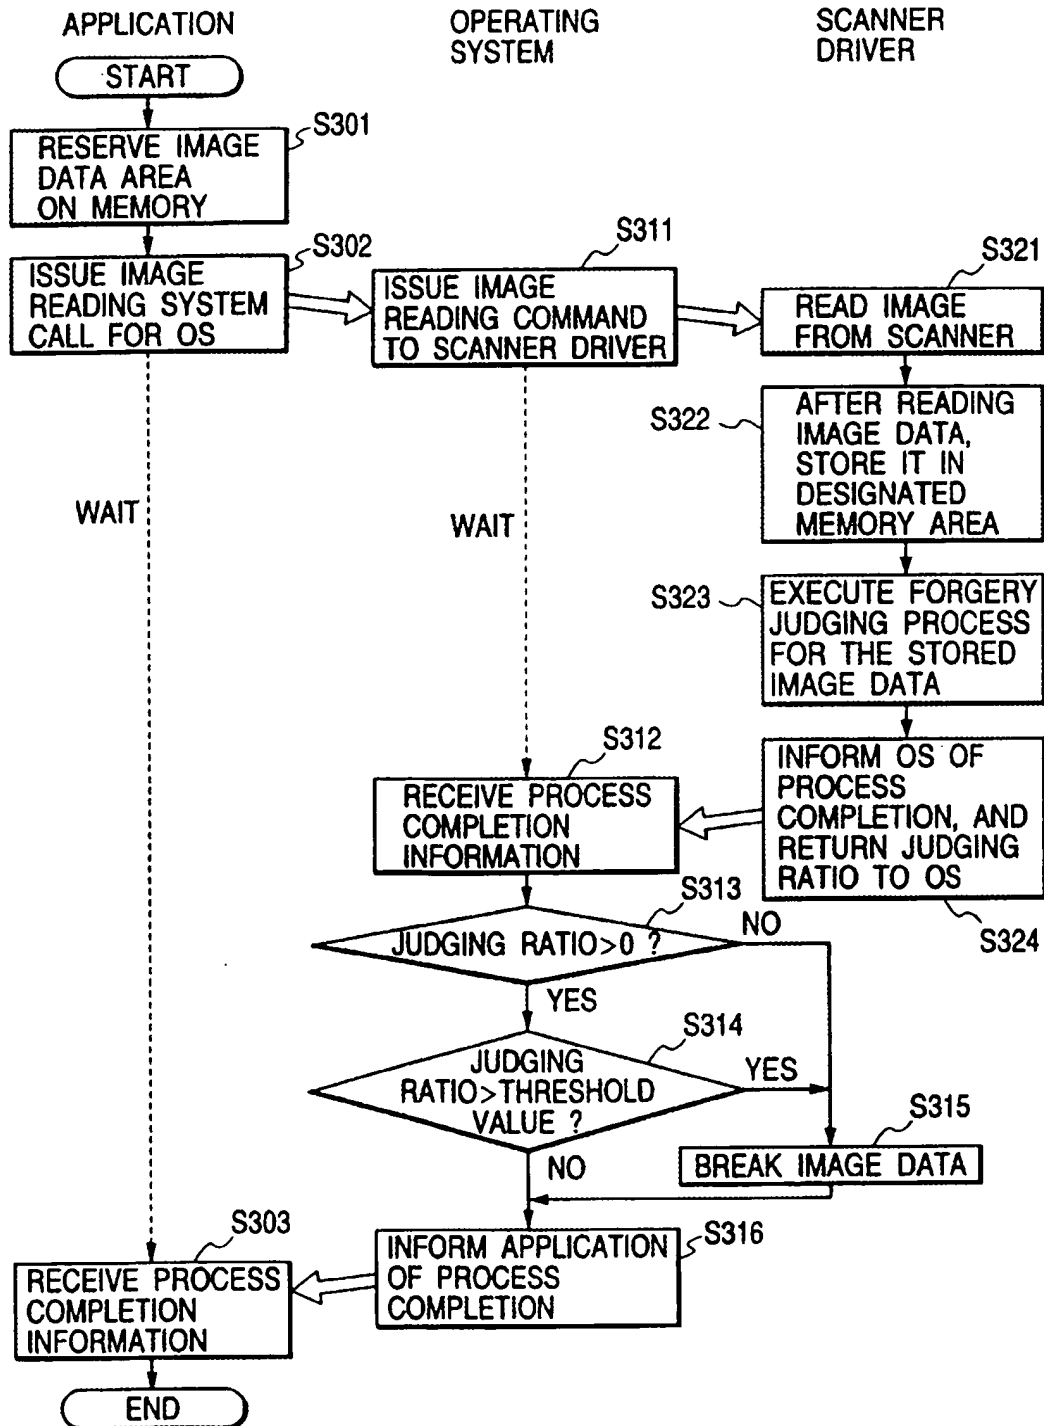 APPLICATION
OPERATING
SYSTEM
SCANNER
DRIVER
START
S301
RESERVE IMAGE
DATA AREA
ON MEMORY
S302
ISSUE IMAGE
READING SYSTEM
CALL FOR OS
S311
ISSUE IMAGE
READING COMMAND
TO SCANNER DRIVER
S321
READ IMAGE
FROM SCANNER
S322
AFTER READING
IMAGE DATA,
STORE IT IN
DESIGNATED
MEMORY AREA
WAIT
WAIT
S323
EXECUTE FORGERY
JUDGING PROCESS
FOR THE STORED
IMAGE DATA
S312
RECEIVE PROCESS
COMPLETION
INFORMATION
INFORM OS OF
PROCESS
COMPLETION, AND
RETURN JUDGING
RATIO TO OS
S324
S313
JUDGING RATIO>0 ?
NO
YES
S314
JUDGING
RATIO>THRESHOLD
VALUE ?
YES
NO
S315
BREAK IMAGE DATA
S316
INFORM APPLICATION
OF PROCESS
COMPLETION
S303
RECEIVE PROCESS
COMPLETION
INFORMATION
END